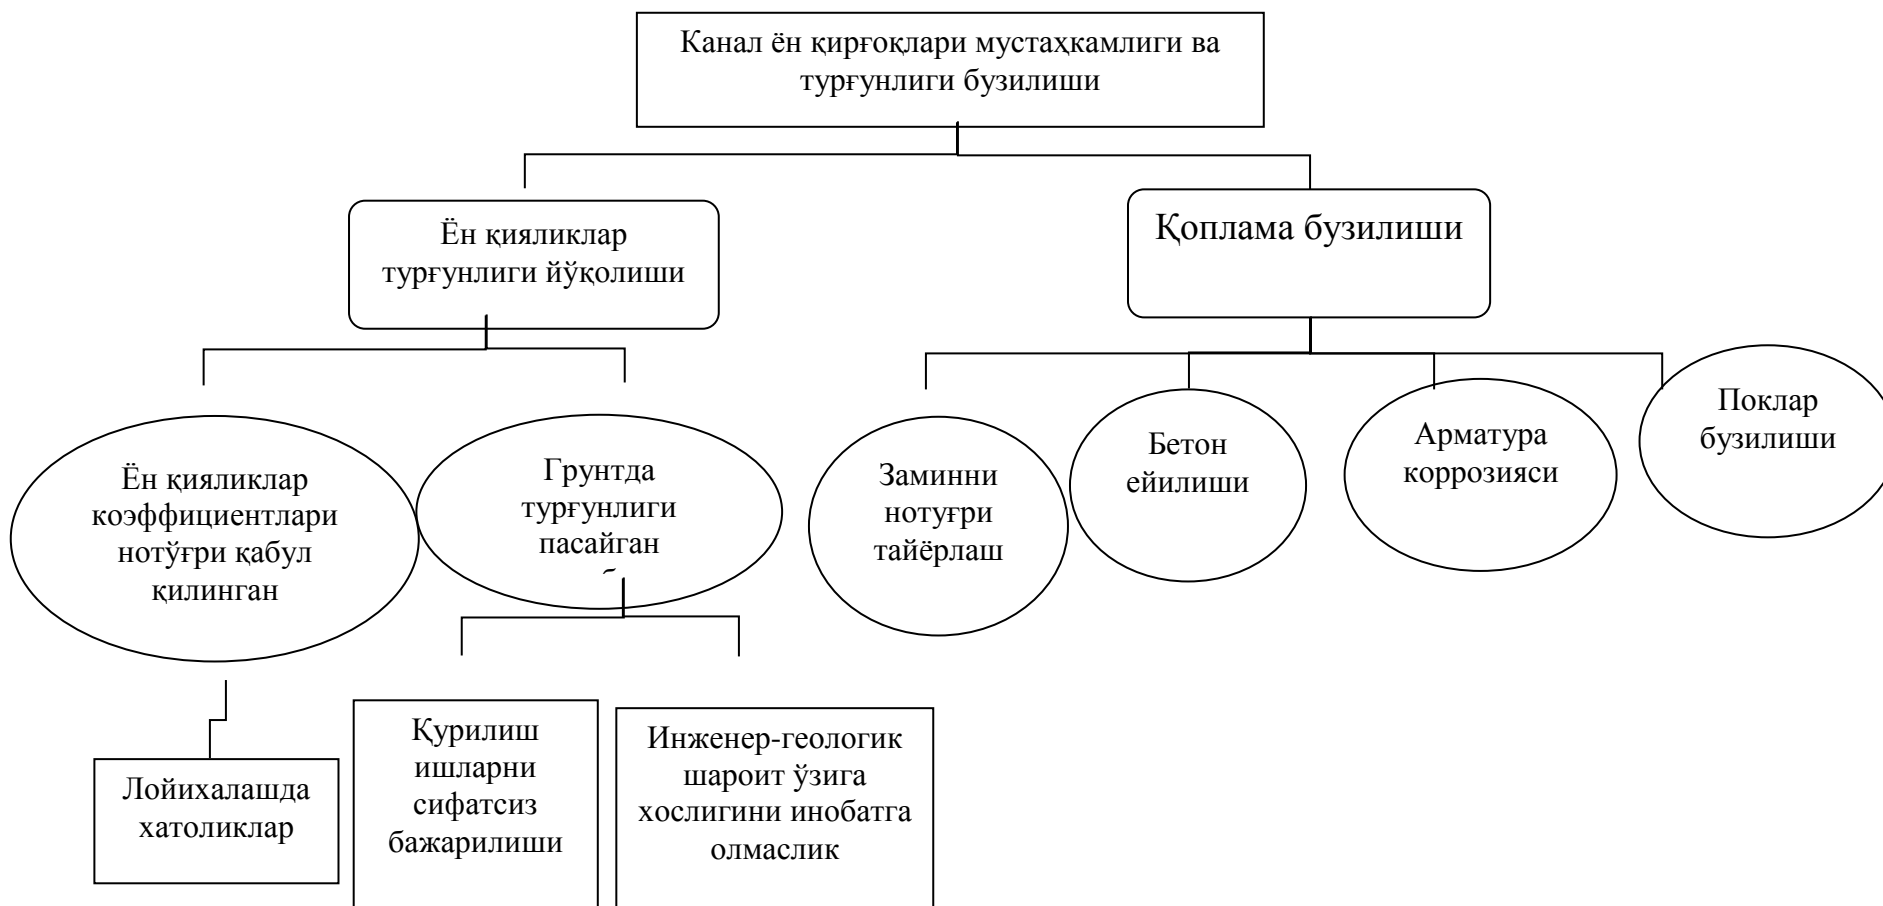 Канал ён қирғоқлари мустаҳкамлиги ва
турғунлиги бузилиши
Ён қияликлар
турғунлиги йўқолиши
Қоплама бузилиши
Ён қияликлар
коэффициентлари
нотўғри қабул
қилинган
Грунтда
турғунлиги
пасайган
Заминни
нотуғри
тайёрлаш
Бетон
ейилиши
Арматура
коррозияси
Поклар
бузилиши
Лойихалашда
хатоликлар
Қурилиш
ишларни
сифатсиз
бажарилиши
Инженер-геологик
шароит ўзига
хослигини инобатга
олмаслик